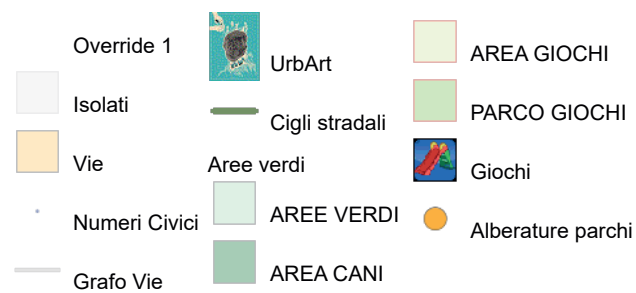 Override 1
Isolati
Vie
Numeri Civici
Grafo Vie
UrbArt
Cigli stradali
Aree verdi
AREE VERDI
AREA CANI
AREA GIOCHI
PARCO GIOCHI
Giochi
Alberature parchi